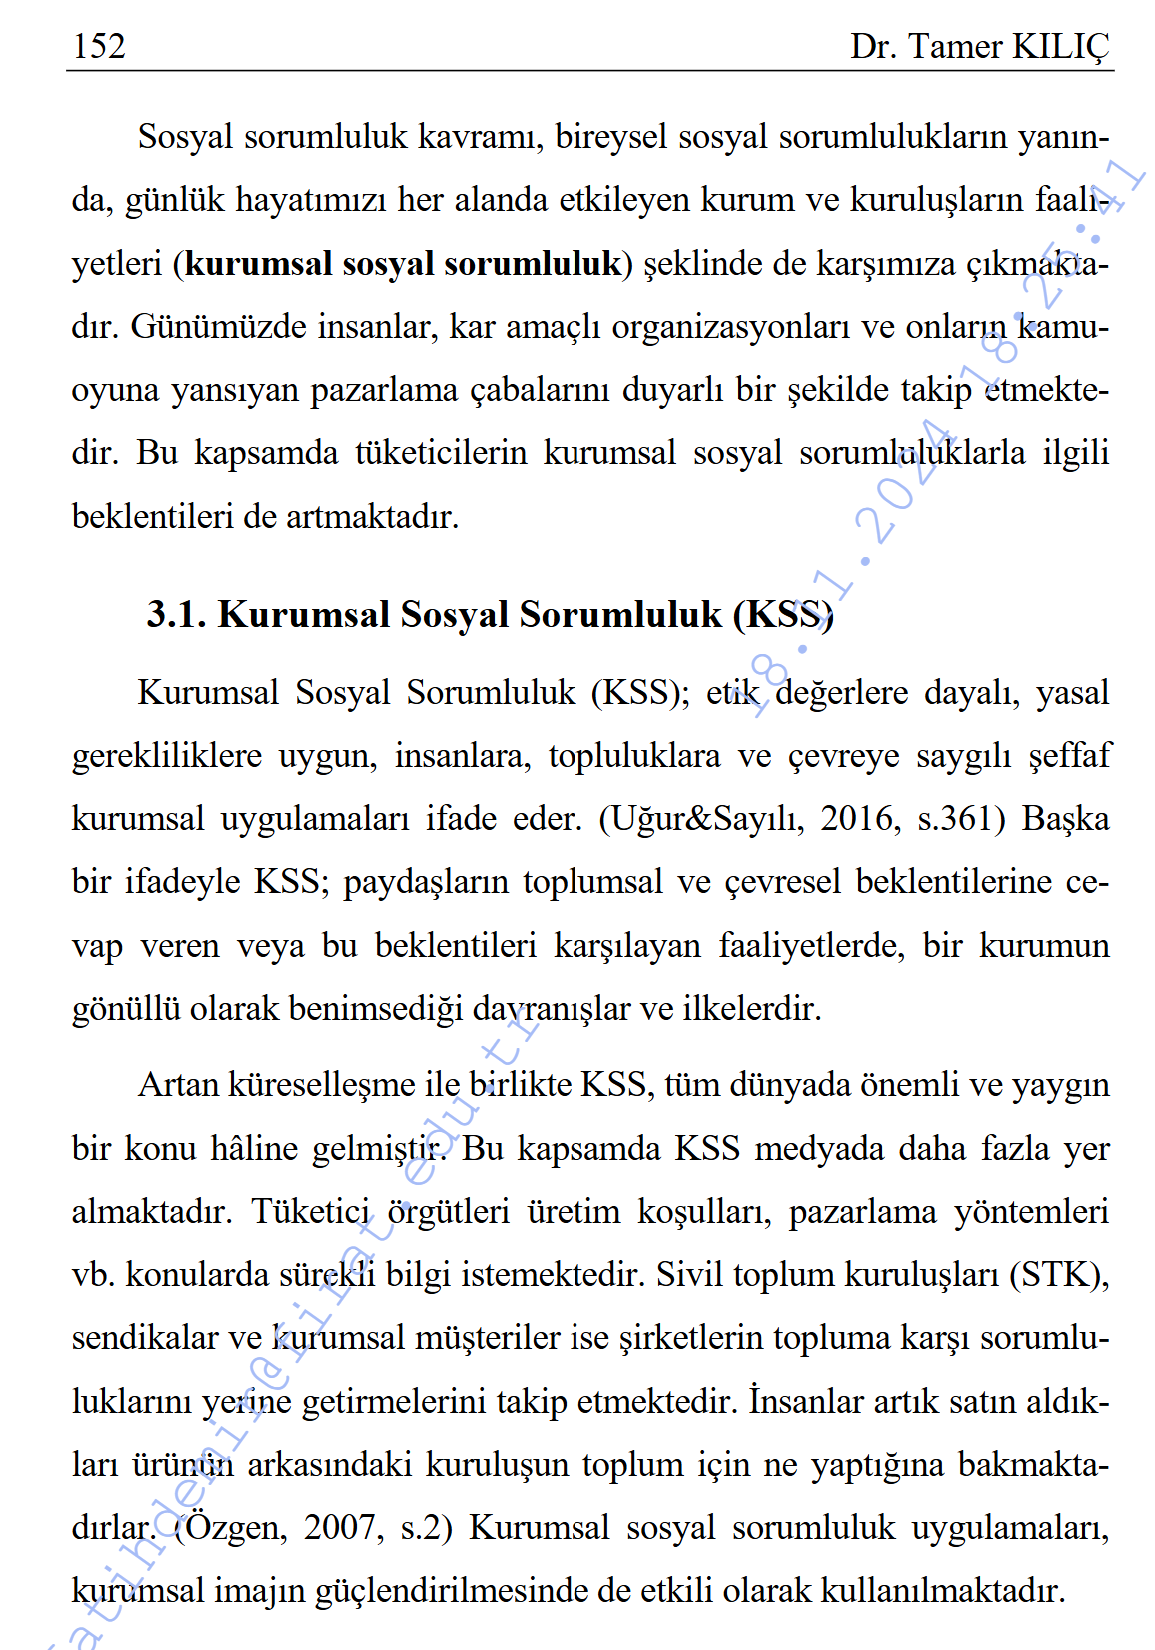 152 Dr. Tamer KILIÇ
Sosyal sorumluluk kavramı, bireysel sosyal sorumlulukların yanın-
da, günlük hayatımızı her alanda etkileyen kurum ve kuruluşların faali-
yetleri (kurumsal sosyal sorumluluk) şeklinde de karşımıza çıkmakta-
dır. Günümüzde insanlar, kar amaçlı organizasyonları ve onların kamu-
oyuna yansıyan pazarlama çabalarını duyarlı bir şekilde takip etmekte-
dir. Bu kapsamda tüketicilerin kurumsal sosyal sorumluluklarla ilgili
beklentileri de artmaktadır.
3.1. Kurumsal Sosyal Sorumluluk (KSS)
Kurumsal Sosyal Sorumluluk (KSS); etik değerlere dayalı, yasal
gerekliliklere uygun, insanlara, topluluklara ve çevreye saygılı şeffaf
kurumsal uygulamaları ifade eder. (Uğur&Sayılı, 2016, s.361) Başka
bir ifadeyle KSS; paydaşların toplumsal ve çevresel beklentilerine ce-
vap veren veya bu beklentileri karşılayan faaliyetlerde, bir kurumun
gönüllü olarak benimsediği davranışlar ve ilkelerdir.
Artan küreselleşme ile birlikte KSS, tüm dünyada önemli ve yaygın
bir konu hâline gelmiştir. Bu kapsamda KSS medyada daha fazla yer
almaktadır. Tüketici örgütleri üretim koşulları, pazarlama yöntemleri
vb. konularda sürekli bilgi istemektedir. Sivil toplum kuruluşları (STK),
sendikalar ve kurumsal müşteriler ise şirketlerin topluma karşı sorumlu-
luklarını yerine getirmelerini takip etmektedir. İnsanlar artık satın aldık-
ları ürünün arkasındaki kuruluşun toplum için ne yaptığına bakmakta-
dırlar. (Özgen, 2007, s.2) Kurumsal sosyal sorumluluk uygulamaları,
kurumsal imajın güçlendirilmesinde de etkili olarak kullanılmaktadır.
fatihdemir@firat.edu.tr 18.11.2024 18:25:41